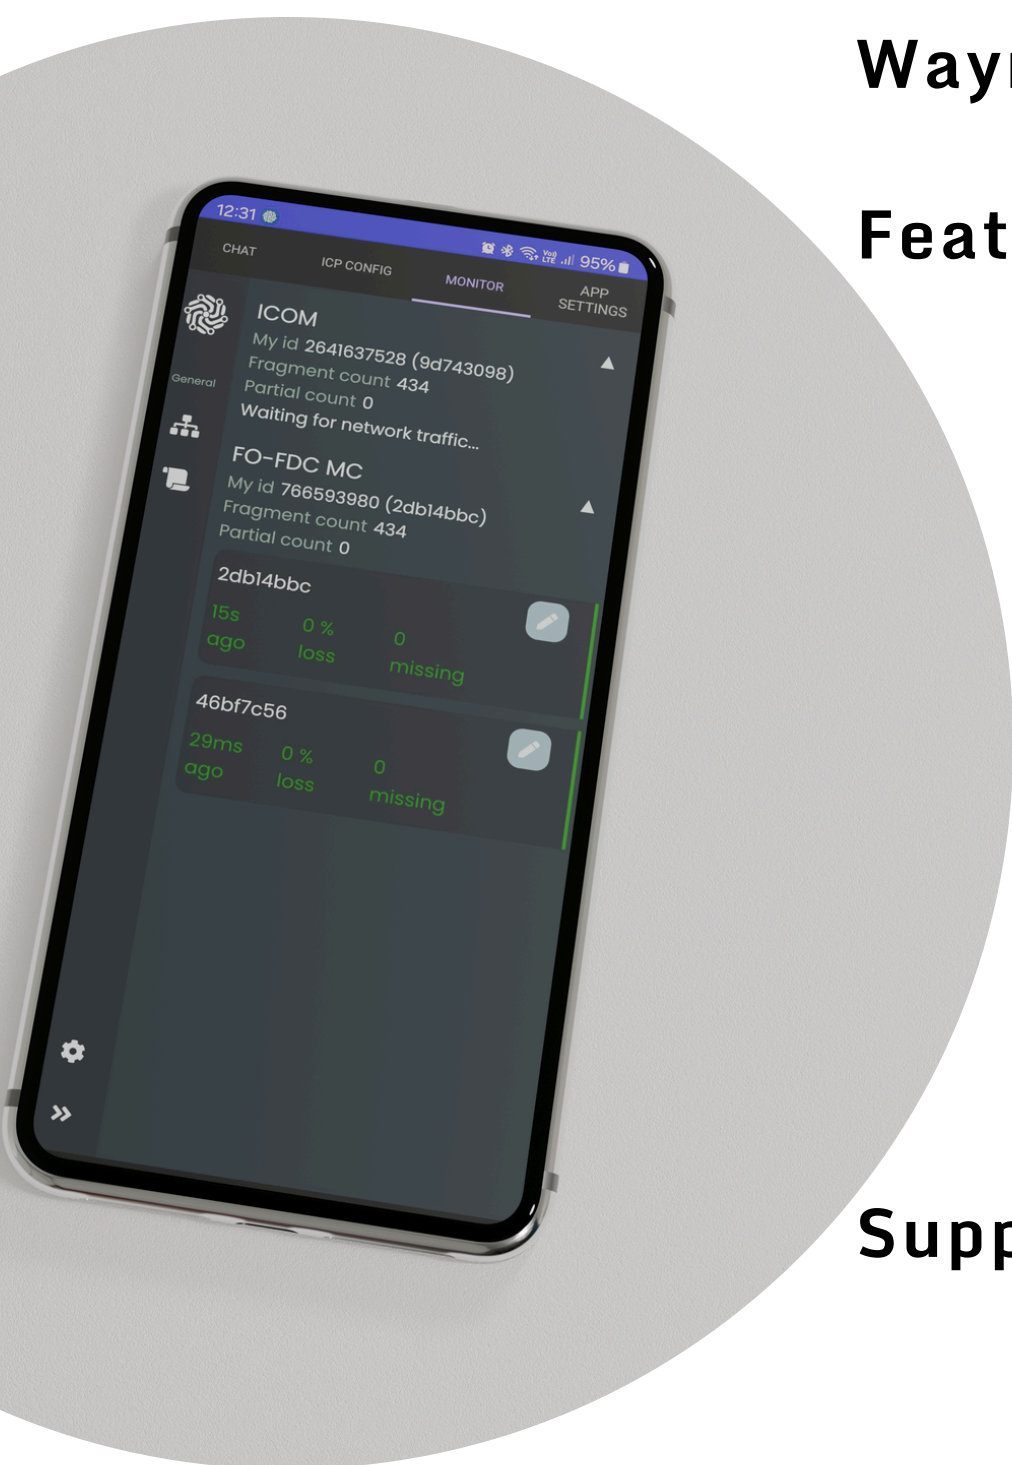 Way
Feat
Supp
12:31
Vo)) LTE
95%
CHAT
ICP CONFIG
MONITOR
APP SETTINGS
General
ICOM
My id 2641637528 (9d743098)
Fragment count 434
Partial count 0
Waiting for network traffic...
FO-FDC MC
My id 766593980 (2db14bbc)
Fragment count 434
Partial count 0
2db14bbc
15s ago
0 % loss
0 missing
46bf7c56
29ms ago
0 % loss
0 missing